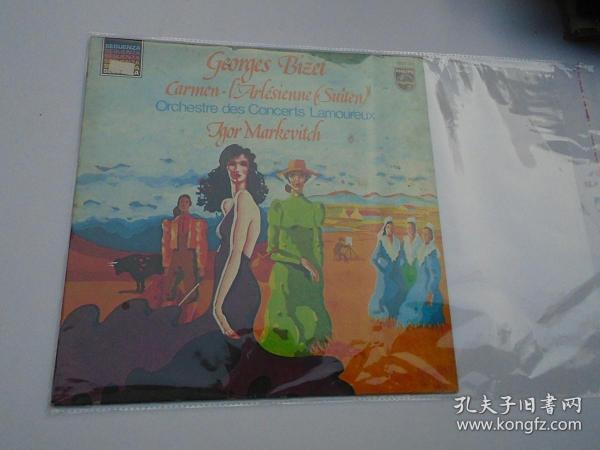 SEQUENZA
Georges Bizet
PHILIPS
Carmen - l'Arlésienne (Suiten)
Orchestre des Concerts Lamoureux
Igor Markevitch
孔夫子旧书网
www.kongfz.com